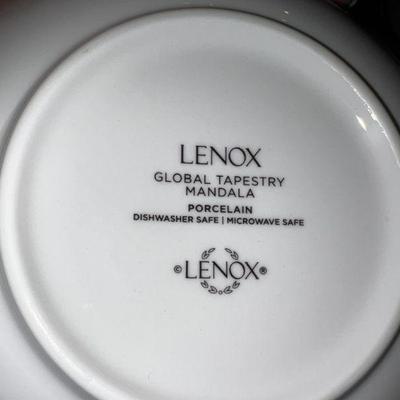 LENOX
GLOBAL TAPESTRY
MANDALA
PORCELAIN
DISHWASHER SAFE | MICROWAVE SAFE
©LENOX®